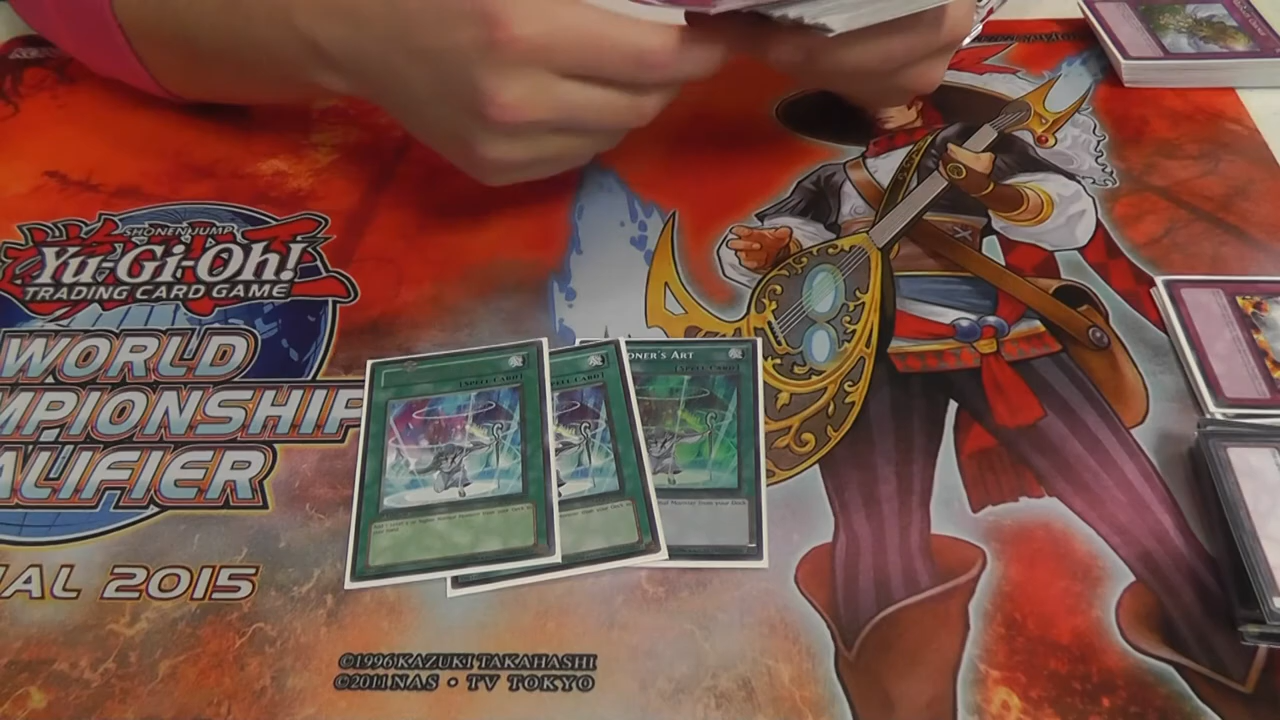 SHONEN JUMP
Yu-Gi-Oh!
TRADING CARD GAME
WORLD
MPIONSHIP
ALIFIER
AL 2015
ONER'S ART
[SPELL CARD]
[SPELL CARD]
PELL CARD]
©1996 KAZUKI TAKAHASHI
©2011 NAS • TV TOKYO